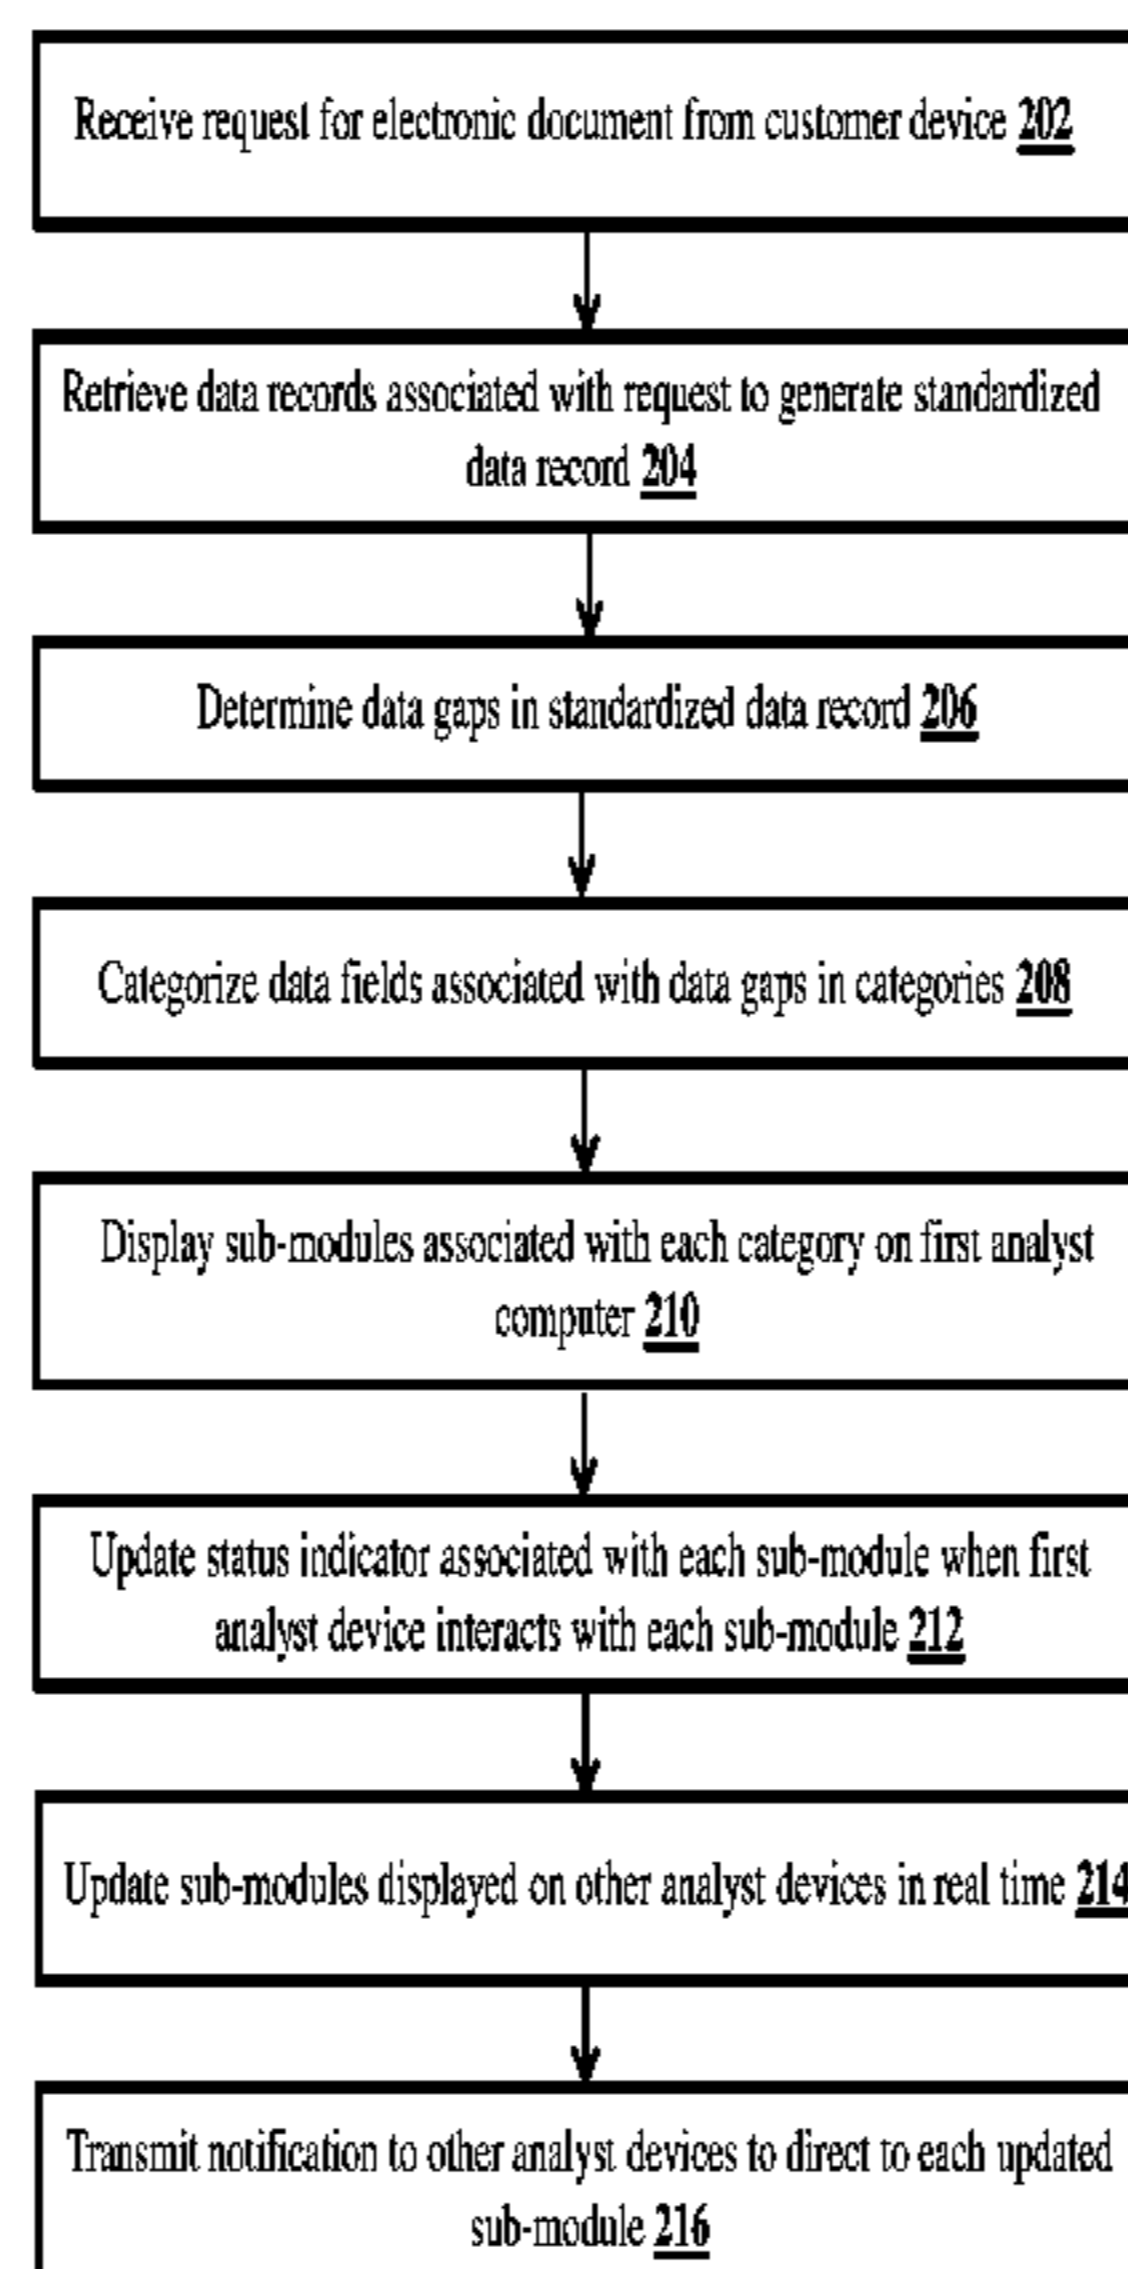 Receive request for electronic document from customer device 202
Retrieve data records associated with request to generate standardized
data record 204
Determine data gaps in standardized data record 206
Categorize data fields associated with data gaps in categories 208
Display sub-modules associated with each category on first analyst
computer 210
Update status indicator associated with each sub-module when first
analyst device interacts with each sub-module 212
Update sub-modules displayed on other analyst devices in real time 214
Transmit notification to other analyst devices to direct to each updated
sub-module 216